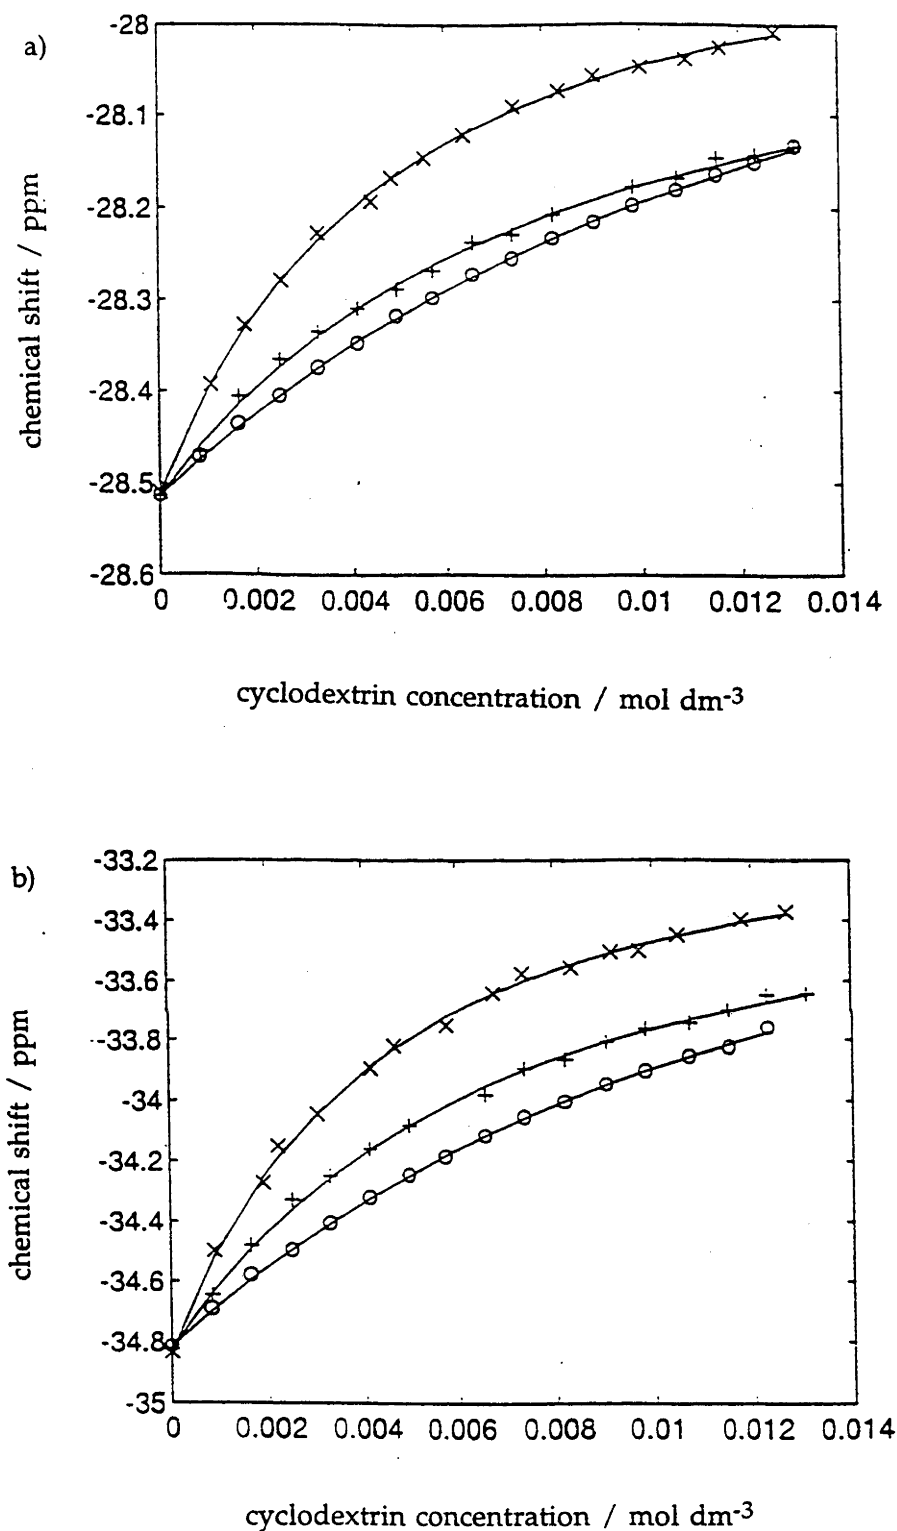 a)
-28
-28.1
-28.2
-28.3
-28.4
-28.5
-28.6
chemical shift / ppm
0 0.002 0.004 0.006 0.008 0.01 0.012 0.014
cyclodextrin concentration / mol dm-3
b)
-33.2
-33.4
-33.6
-33.8
-34
-34.2
-34.4
-34.6
-34.8
-35
chemical shift / ppm
0 0.002 0.004 0.006 0.008 0.01 0.012 0.014
cyclodextrin concentration / mol dm-3